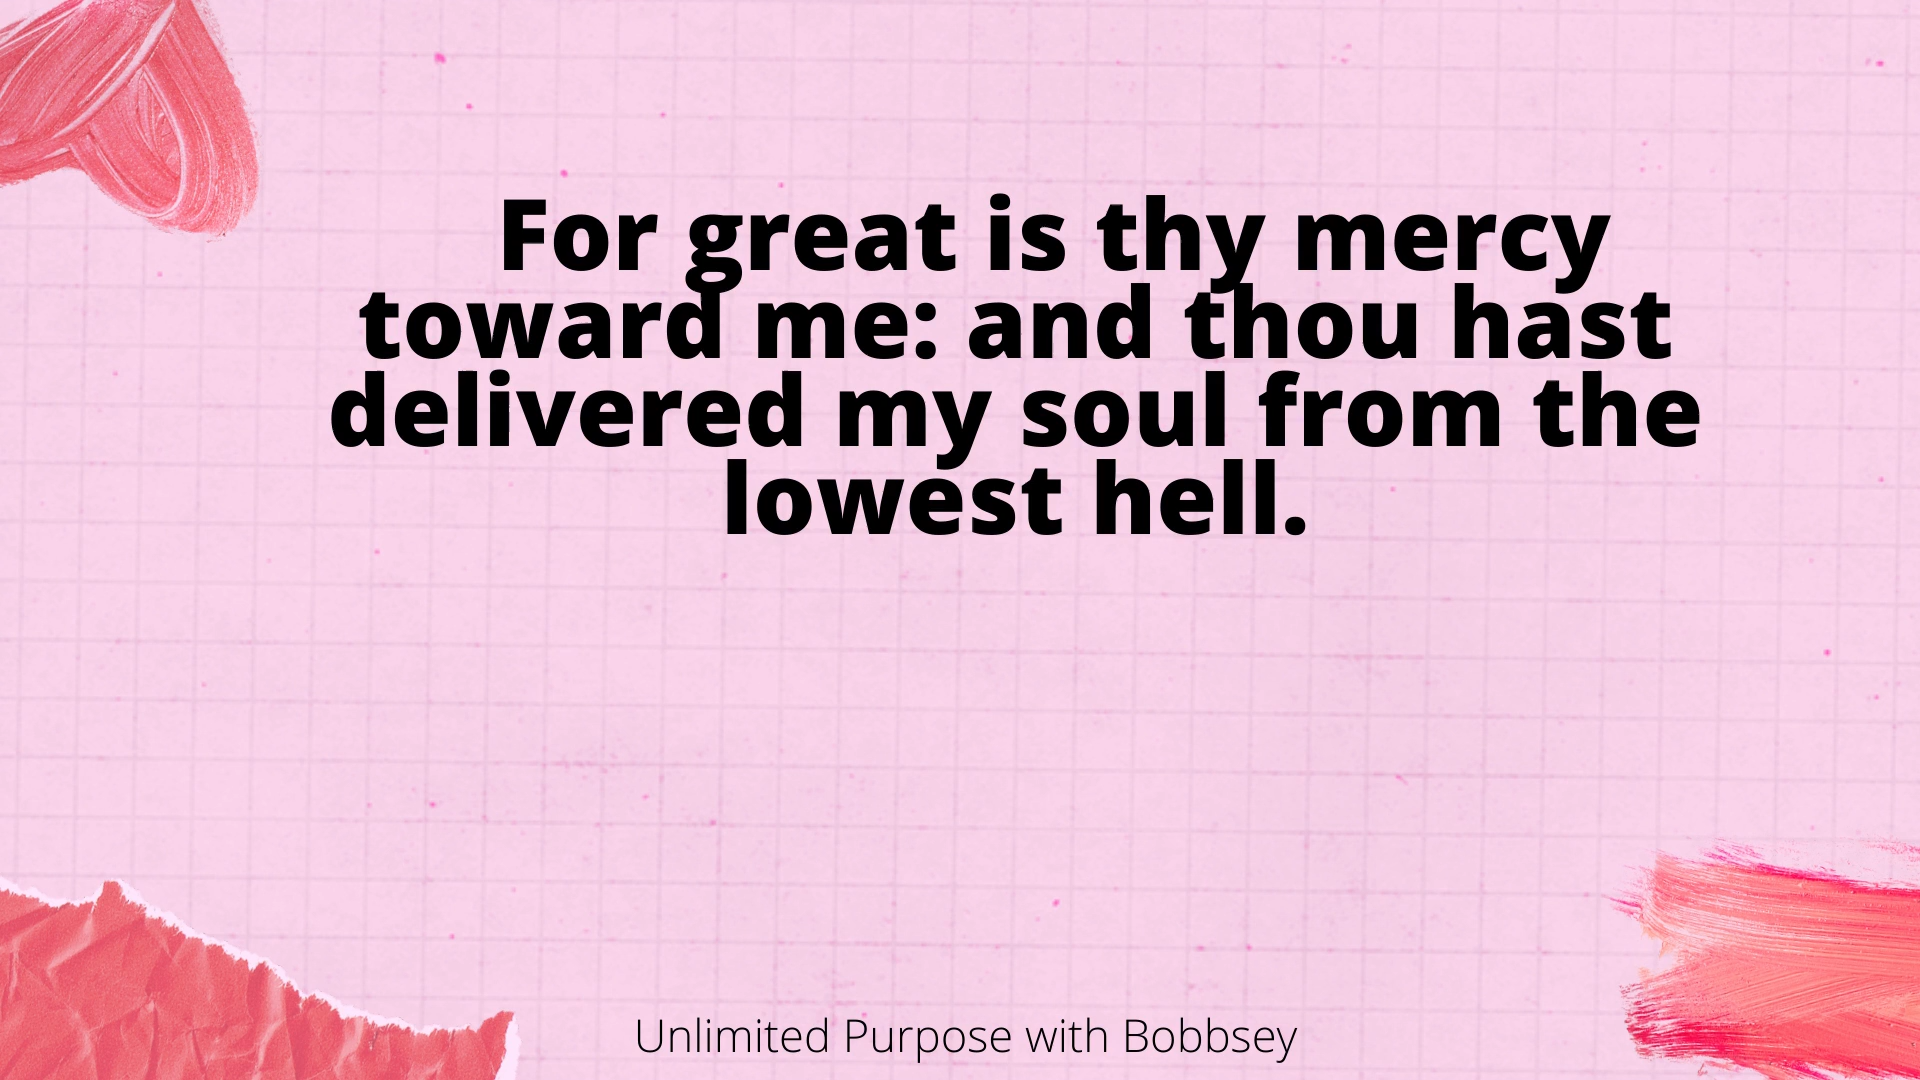 For great is thy mercy
toward me: and thou hast
delivered my soul from the
lowest hell.
Unlimited Purpose with Bobbsey